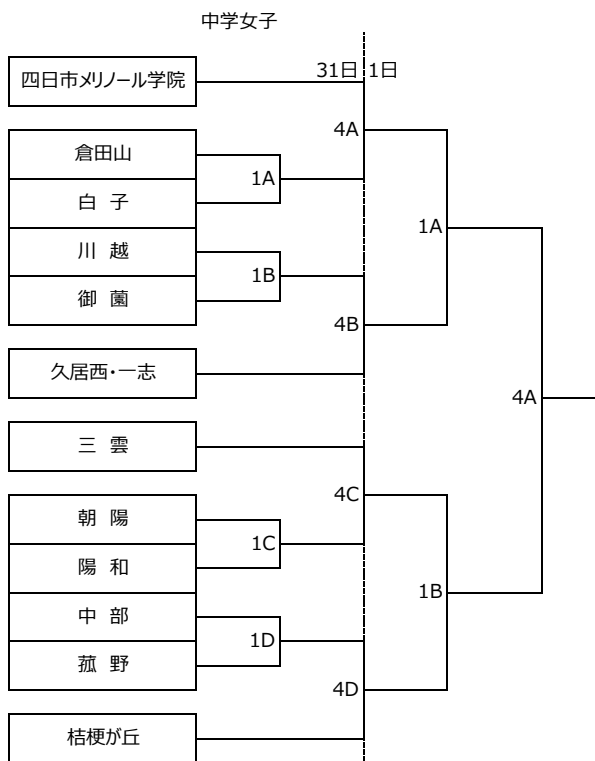 中学女子
31日 1日
四日市メリノール学院
4A
倉田山
1A
白 子
1A
川 越
1B
御 薗
4B
久居西・一志
4A
三 雲
4C
朝 陽
1C
陽 和
1B
中 部
1D
菰 野
4D
桔梗が丘